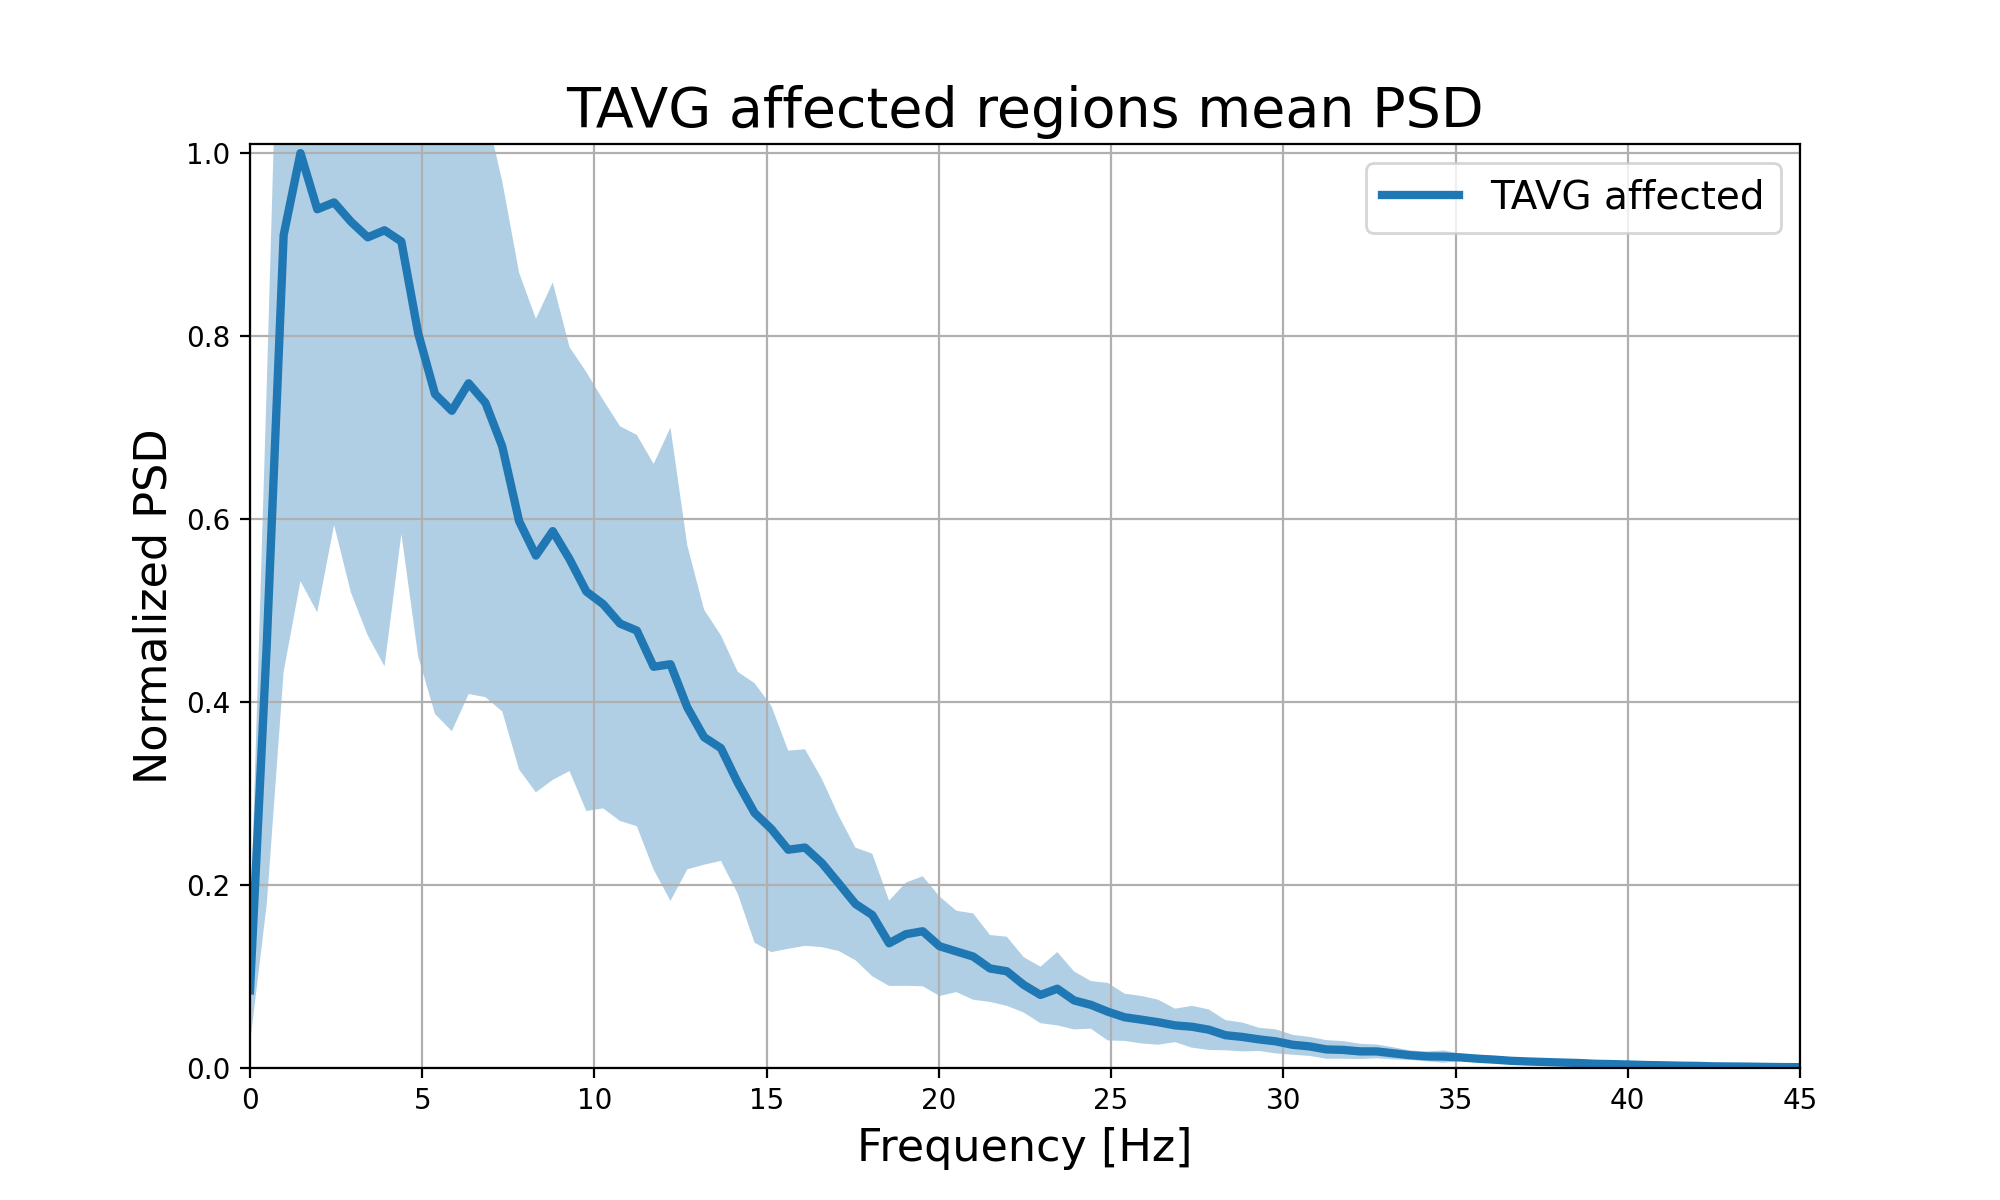 TAVG affected regions mean PSD
TAVG affected
Normalized PSD
1.0
0.8
0.6
0.4
0.2
0.0
0 5 10 15 20 25 30 35 40 45
Frequency [Hz]